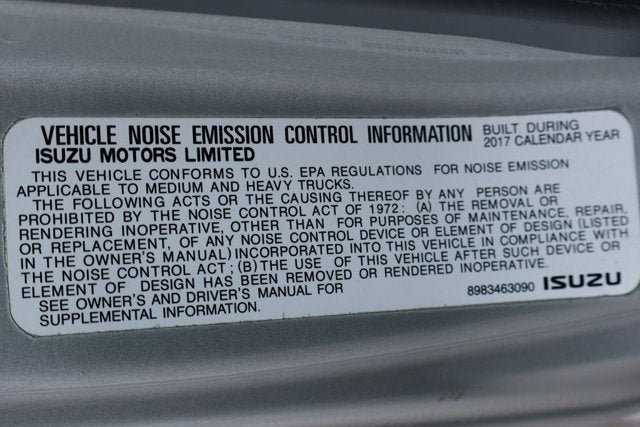 VEHICLE NOISE EMISSION CONTROL INFORMATION BUILT DURING
2017 CALENDAR YEAR
ISUZU MOTORS LIMITED
THIS VEHICLE CONFORMS TO U.S. EPA REGULATIONS FOR NOISE EMISSION
APPLICABLE TO MEDIUM AND HEAVY TRUCKS.
THE FOLLOWING ACTS OR THE CAUSING THEREOF BY ANY PERSON ARE
PROHIBITED BY THE NOISE CONTROL ACT OF 1972: (A) THE REMOVAL OR
RENDERING INOPERATIVE, OTHER THAN FOR PURPOSES OF MAINTENANCE, REPAIR,
OR REPLACEMENT, OF ANY NOISE CONTROL DEVICE OR ELEMENT OF DESIGN (LISTED
IN THE OWNER'S MANUAL) INCORPORATED INTO THIS VEHICLE IN COMPLIANCE WITH
THE NOISE CONTROL ACT; (B) THE USE OF THIS VEHICLE AFTER SUCH DEVICE OR
ELEMENT OF DESIGN HAS BEEN REMOVED OR RENDERED INOPERATIVE.
SEE OWNER'S AND DRIVER'S MANUAL FOR
SUPPLEMENTAL INFORMATION.
8983463090 ISUZU